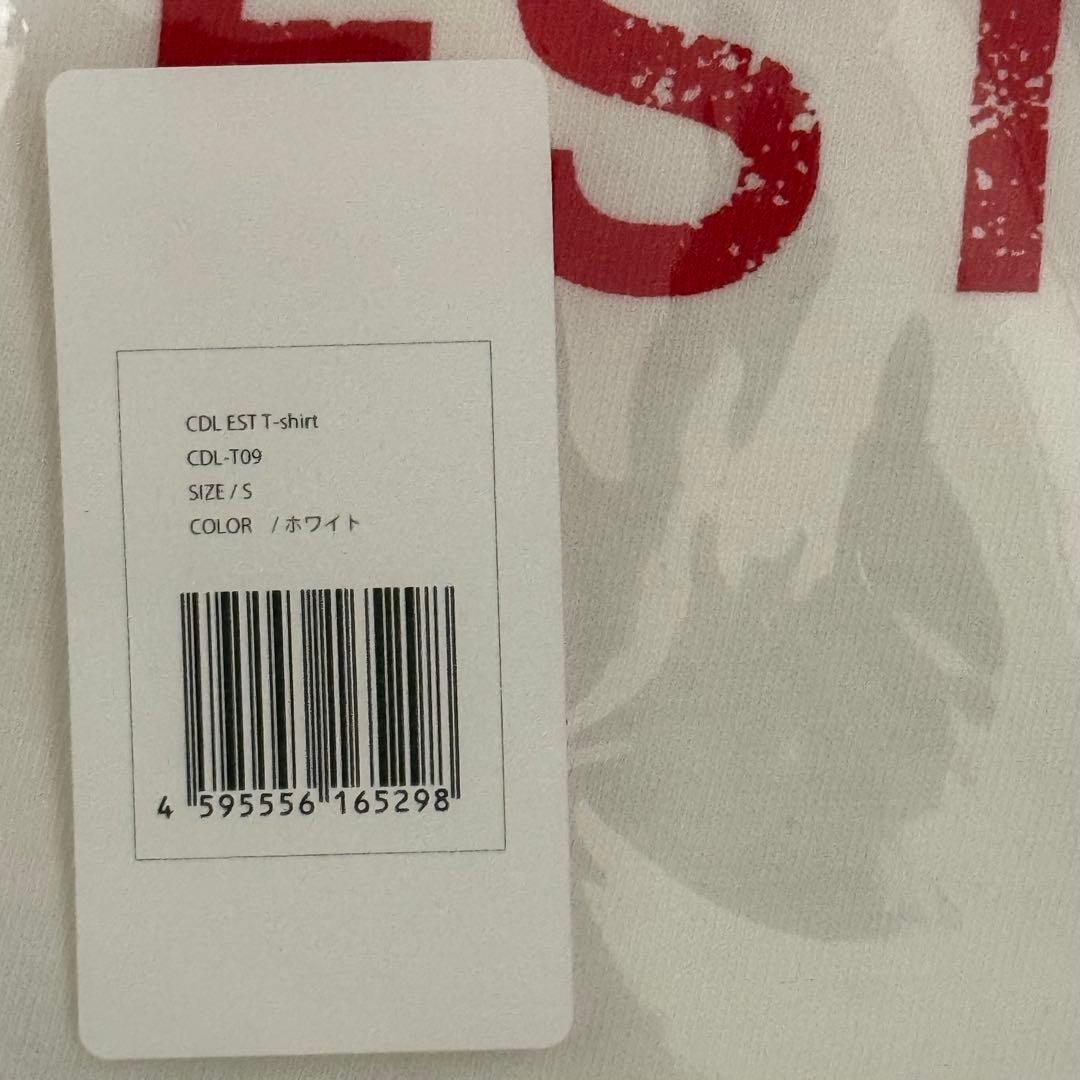 EST
CDL EST T-shirt
CDL-T09
SIZE / S
COLOR / ホワイト
4 595556 165298